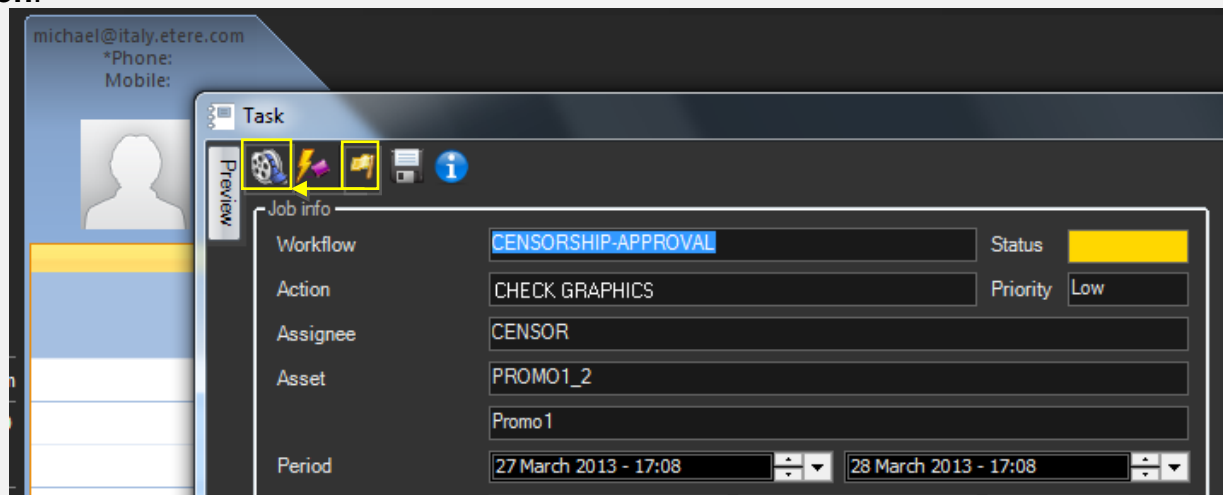 michael@italy.etere.com
*Phone:
Mobile:
Task
Preview
Job info
Workflow CENSORSHIP-APPROVAL Status
Action CHECK GRAPHICS Priority Low
Assignee CENSOR
Asset PROMO1_2
Promo1
Period 27 March 2013 - 17:08 28 March 2013 - 17:08